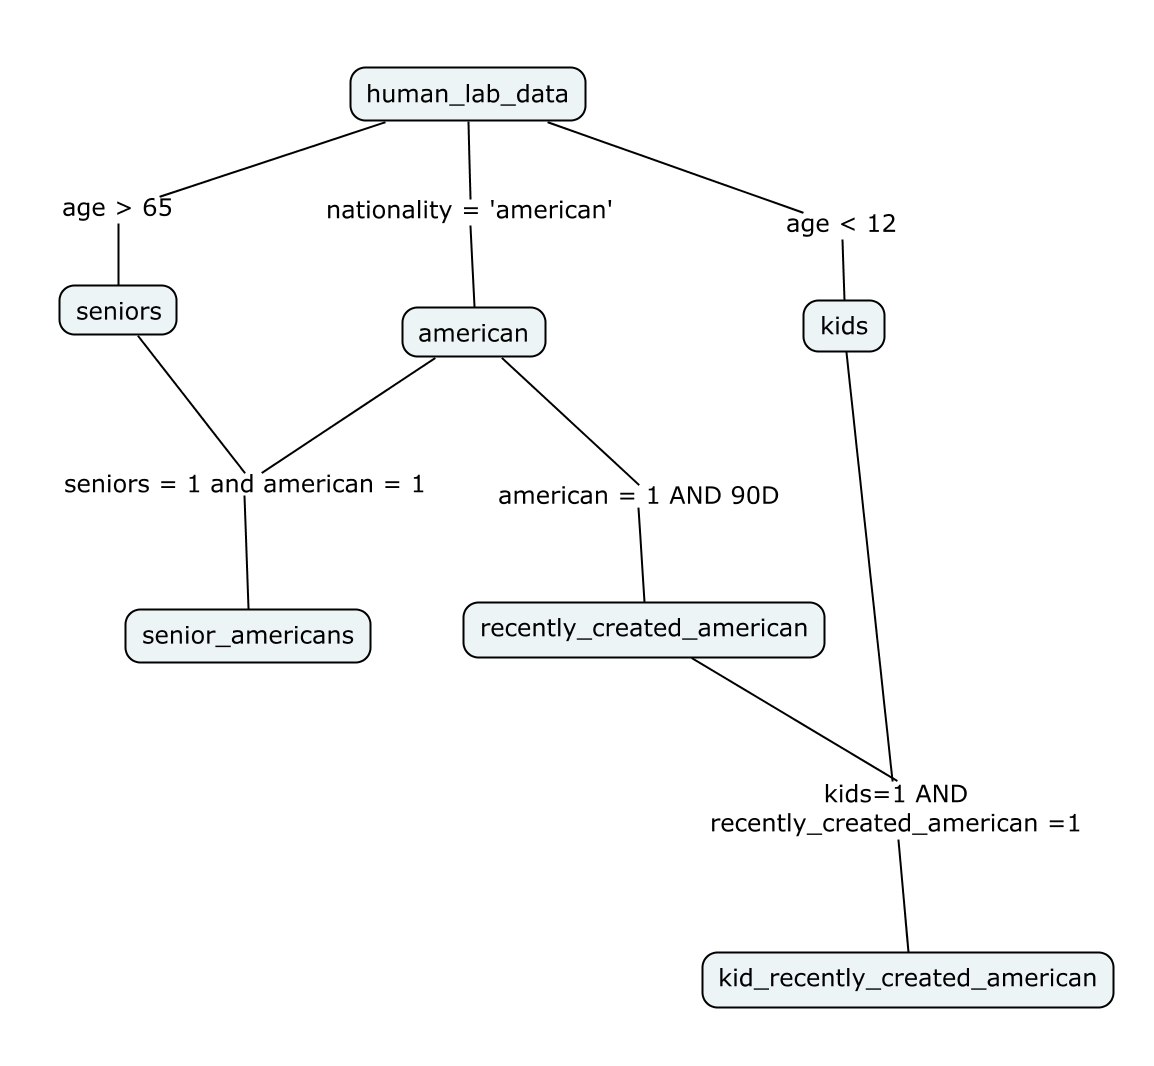 human_lab_data
age > 65
nationality = 'american'
age < 12
seniors
american
kids
seniors = 1 and american = 1
american = 1 AND 90D
senior_americans
recently_created_american
kids=1 AND
recently_created_american =1
kid_recently_created_american